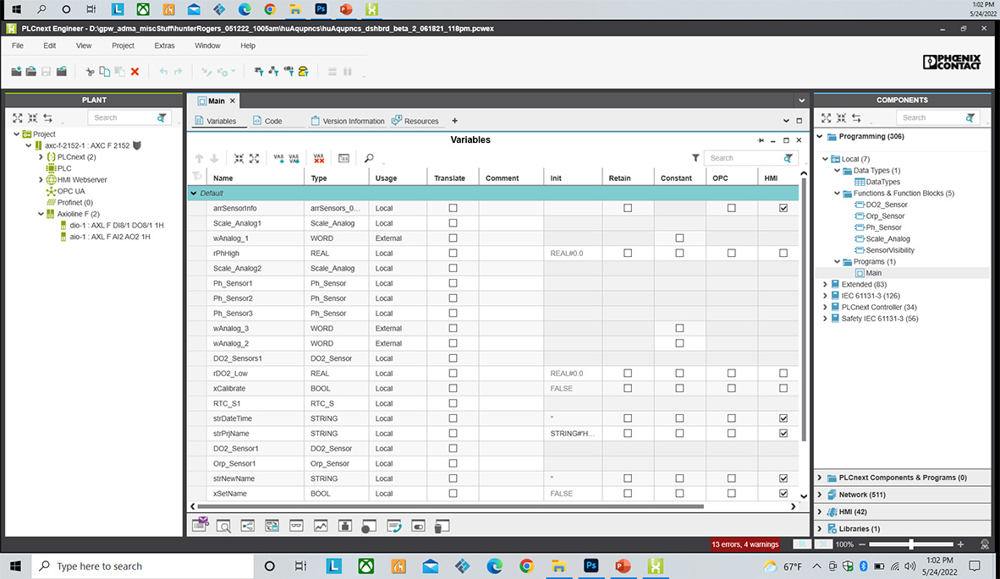 1:02 PM
5/24/2022
PLCnext Engineer - D:\gpw_adma_miscStuff\hunterRogers_051222_1005am\huAqupncs\huAqupncs_dshbrd_beta_2_061821_118pm.pcwex
File Edit View Project Extras Window Help
PHŒNIX
CONTACT
PLANT
Search
Project
axc-f-2152-1 : AXC F 2152
PLCnext (2)
PLC
HMI Webserver
OPC UA
Profinet (0)
Axioline F (2)
dio-1 : AXL F DI8/1 DO8/1 1H
aio-1 : AXL F AI2 AO2 1H
Main
Variables Code Version Information Resources
Variables
VAR VAR VAR
Search
Name Type Usage Translate Comment Init Retain Constant OPC HMI
Default
arrSensorInfo arrSensors_0... Local
Scale_Analog1 Scale_Analog Local
wAnalog_1 WORD External
rPhHigh REAL Local REAL#0.0
Scale_Analog2 Scale_Analog Local
Ph_Sensor1 Ph_Sensor Local
Ph_Sensor2 Ph_Sensor Local
Ph_Sensor3 Ph_Sensor Local
wAnalog_3 WORD External
wAnalog_2 WORD External
DO2_Sensors1 DO2_Sensor Local
rDO2_Low REAL Local REAL#0.0
xCalibrate BOOL Local FALSE
RTC_S1 RTC_S Local
strDateTime STRING Local ''
strPrjName STRING Local STRING#'H...
DO2_Sensor1 DO2_Sensor Local
Orp_Sensor1 Orp_Sensor Local
strNewName STRING Local ''
xSetName BOOL Local FALSE
COMPONENTS
Search
Programming (306)
Local (7)
Data Types (1)
DataTypes
Functions & Function Blocks (5)
DO2_Sensor
Orp_Sensor
Ph_Sensor
Scale_Analog
SensorVisibility
Programs (1)
Main
Extended (83)
IEC 61131-3 (126)
PLCnext Controller (34)
Safety IEC 61131-3 (56)
PLCnext Components & Programs (0)
Network (511)
HMI (42)
Libraries (1)
13 errors, 4 warnings
100%
Type here to search
L
Ps
P
67°F
1:02 PM
5/24/2022